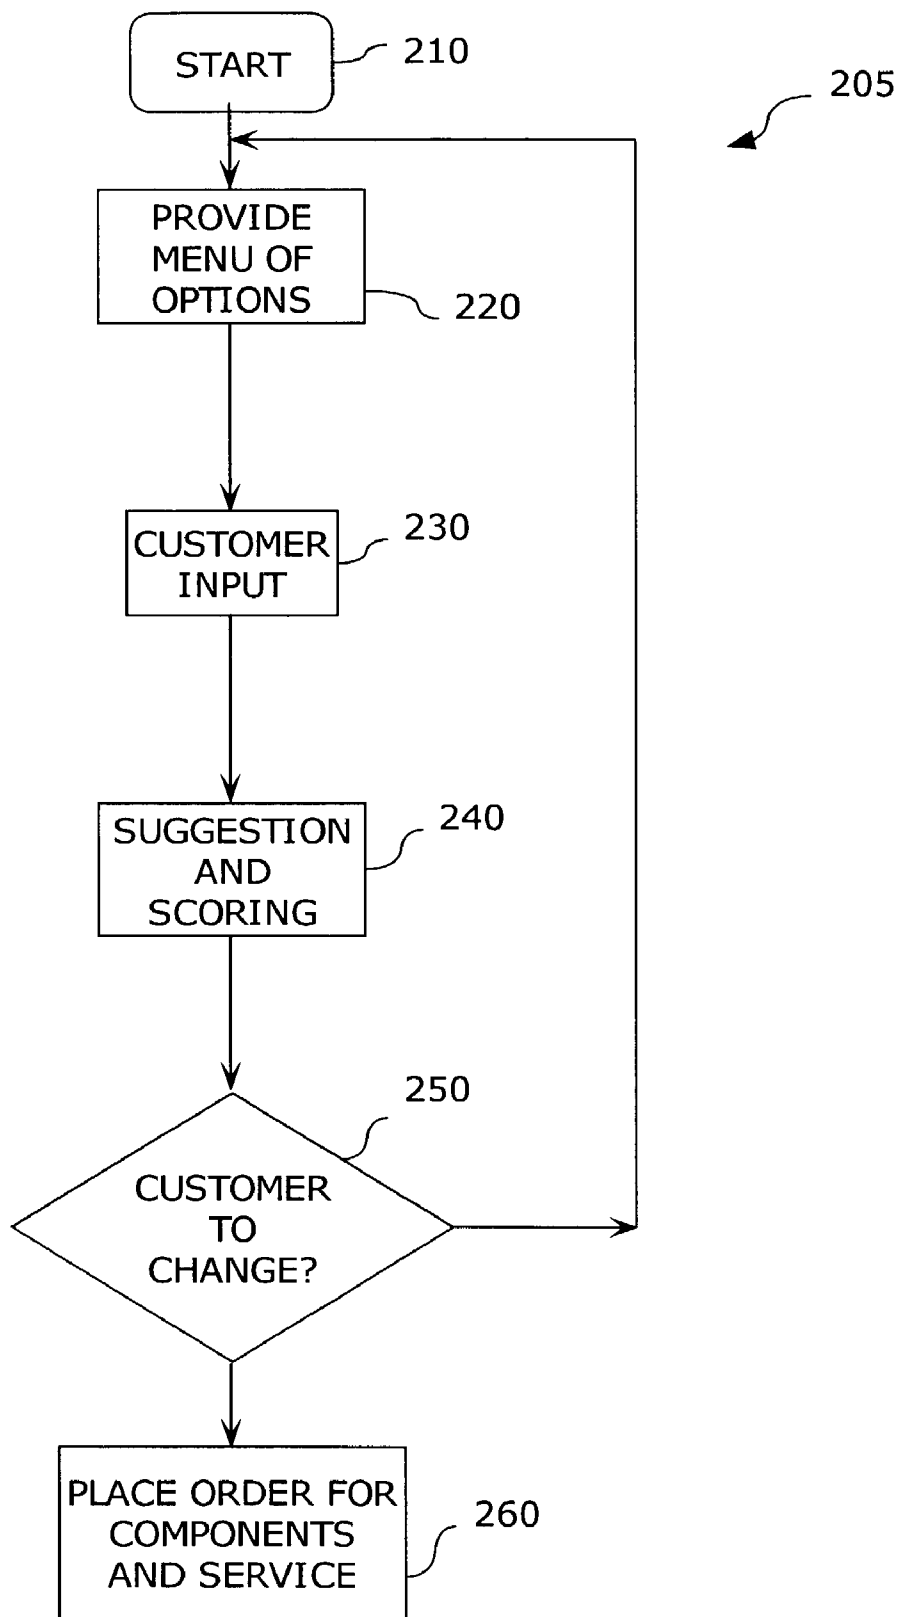 START
210
205
PROVIDE
MENU OF
OPTIONS
220
CUSTOMER
INPUT
230
SUGGESTION
AND
SCORING
240
250
CUSTOMER
TO
CHANGE?
PLACE ORDER FOR
COMPONENTS
AND SERVICE
260